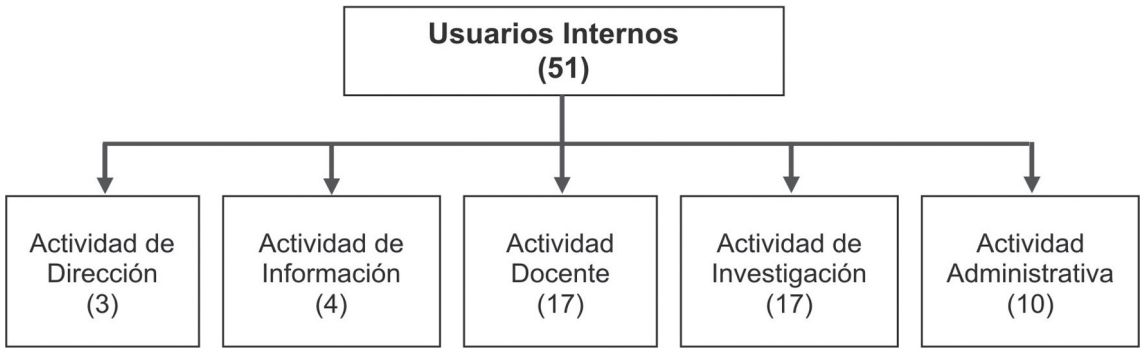 Usuarios Internos
(51)
Actividad de
Dirección
(3)
Actividad de
Información
(4)
Actividad
Docente
(17)
Actividad de
Investigación
(17)
Actividad
Administrativa
(10)